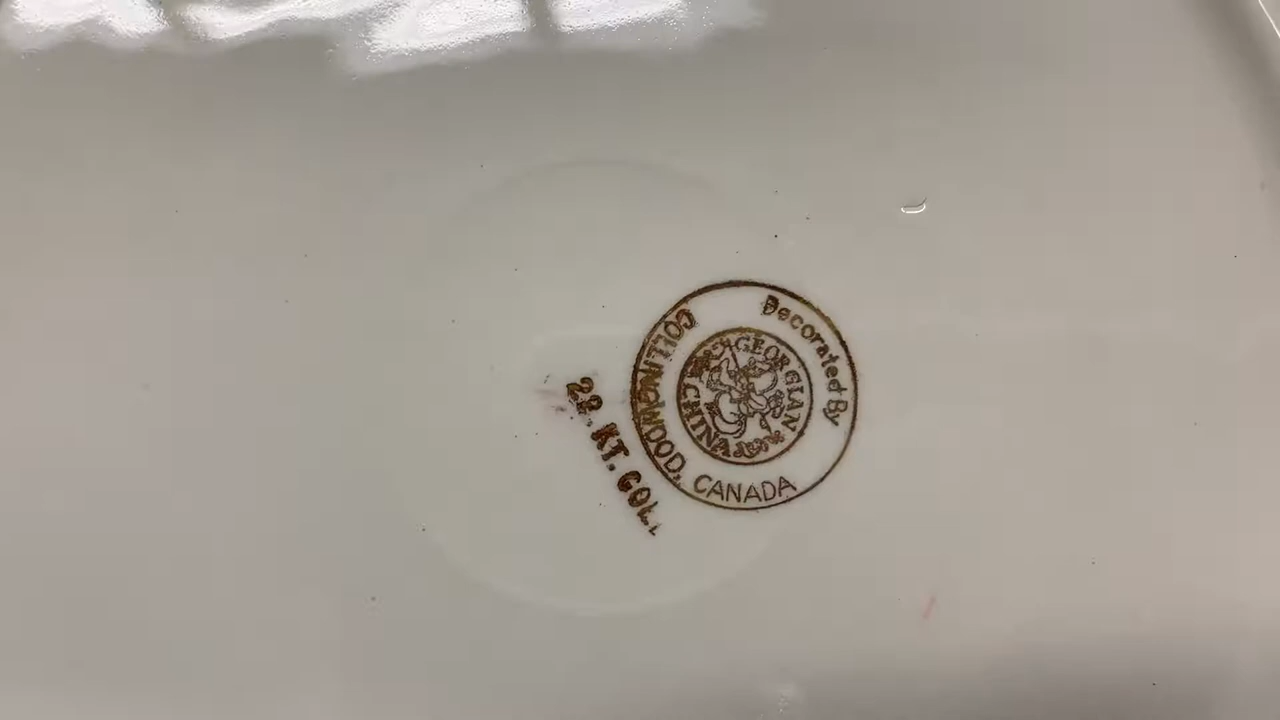 Decorated By
GEORGIAN
CHINA
COLLINGWOOD, CANADA
22 KT. GOL